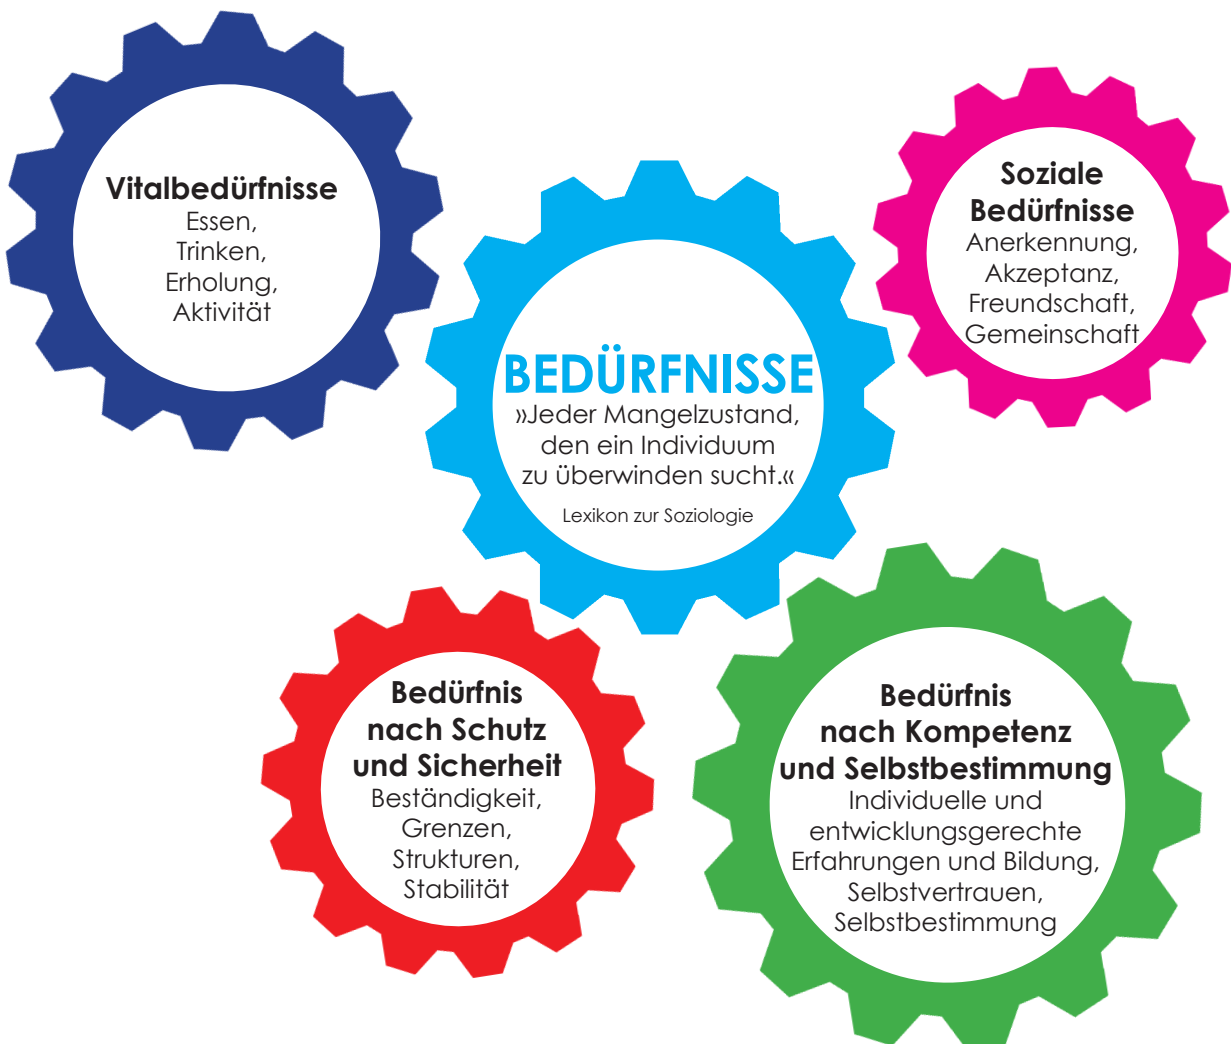 Vitalbedürfnisse
Essen,
Trinken,
Erholung,
Aktivität
Soziale
Bedürfnisse
Anerkennung,
Akzeptanz,
Freundschaft,
Gemeinschaft
BEDÜRFNISSE
»Jeder Mangelzustand,
den ein Individuum
zu überwinden sucht.«
Lexikon zur Soziologie
Bedürfnis
nach Schutz
und Sicherheit
Beständigkeit,
Grenzen,
Strukturen,
Stabilität
Bedürfnis
nach Kompetenz
und Selbstbestimmung
Individuelle und
entwicklungsgerechte
Erfahrungen und Bildung,
Selbstvertrauen,
Selbstbestimmung